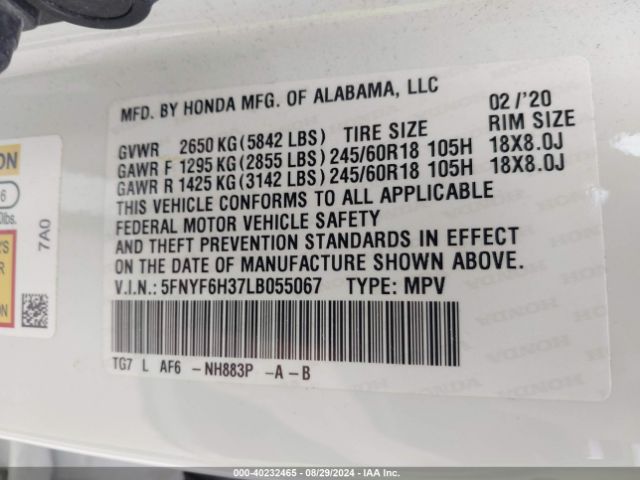 MFD. BY HONDA MFG. OF ALABAMA, LLC 02/'20
GVWR 2650 KG(5842 LBS) TIRE SIZE RIM SIZE
GAWR F 1295 KG(2855 LBS) 245/60R18 105H 18X8.0J
GAWR R 1425 KG(3142 LBS) 245/60R18 105H 18X8.0J
THIS VEHICLE CONFORMS TO ALL APPLICABLE
FEDERAL MOTOR VEHICLE SAFETY
AND THEFT PREVENTION STANDARDS IN EFFECT
ON THE DATE OF MANUFACTURE SHOWN ABOVE.
V.I.N.: 5FNYF6H37LB055067 TYPE: MPV
TG7 L AF6 - NH883P - A - B
7A0
000-40232465 - 08/29/2024 - IAA Inc.